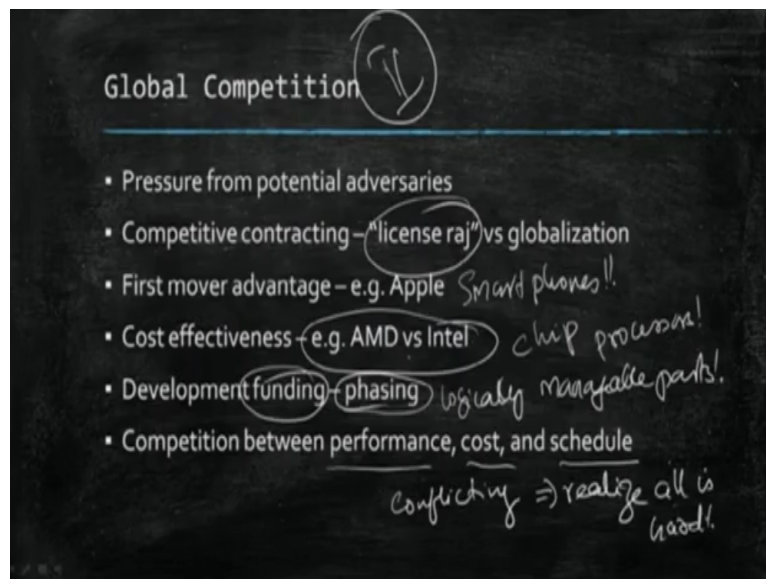 Global Competition II
• Pressure from potential adversaries
• Competitive contracting – "license raj" vs globalization
• First mover advantage – e.g. Apple Smart phones!!
• Cost effectiveness – e.g. AMD vs Intel chip processors!
• Development funding – phasing logically manageable parts!
• Competition between performance, cost, and schedule
conflicting ⇒ realize all is
hard!